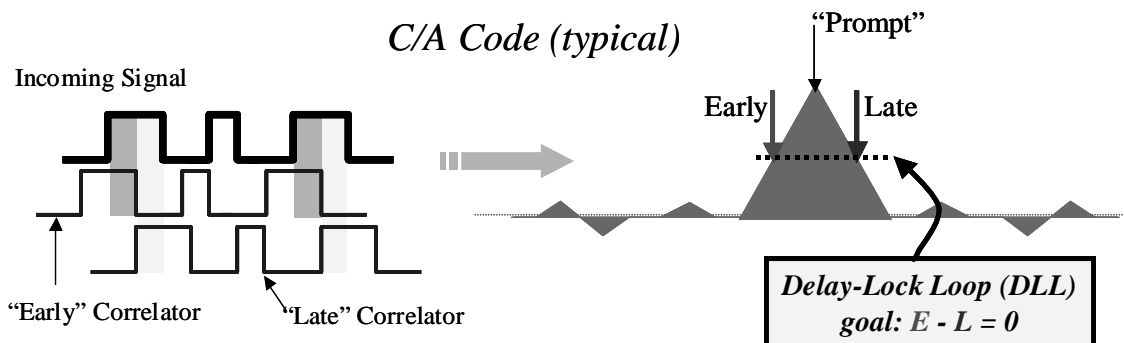 C/A Code (typical)
“Prompt”
Incoming Signal
Early
Late
“Early” Correlator
“Late” Correlator
Delay-Lock Loop (DLL)
goal: E - L = 0